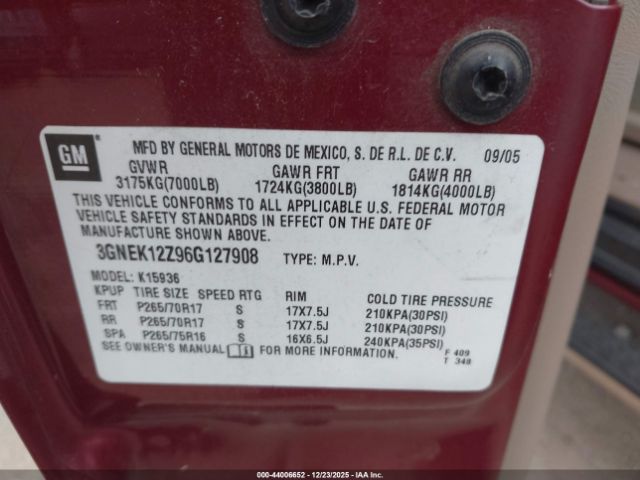 GM
MFD BY GENERAL MOTORS DE MEXICO, S. DE R.L. DE C.V. 09/05
GVWR GAWR FRT GAWR RR
3175KG(7000LB) 1724KG(3800LB) 1814KG(4000LB)
THIS VEHICLE CONFORMS TO ALL APPLICABLE U.S. FEDERAL MOTOR
VEHICLE SAFETY STANDARDS IN EFFECT ON THE DATE OF
MANUFACTURE SHOWN ABOVE.
3GNEK12Z96G127908 TYPE: M.P.V.
MODEL: K15936
KPUP TIRE SIZE SPEED RTG RIM COLD TIRE PRESSURE
FRT P265/70R17 S 17X7.5J 210KPA(30PSI)
RR P265/70R17 S 17X7.5J 210KPA(30PSI)
SPA P265/75R16 S 16X6.5J 240KPA(35PSI)
SEE OWNER'S MANUAL FOR MORE INFORMATION. F 409
T 348
000-44006652 - 12/23/2025 - Copyright © IAA, Inc. All Rights Reserved.